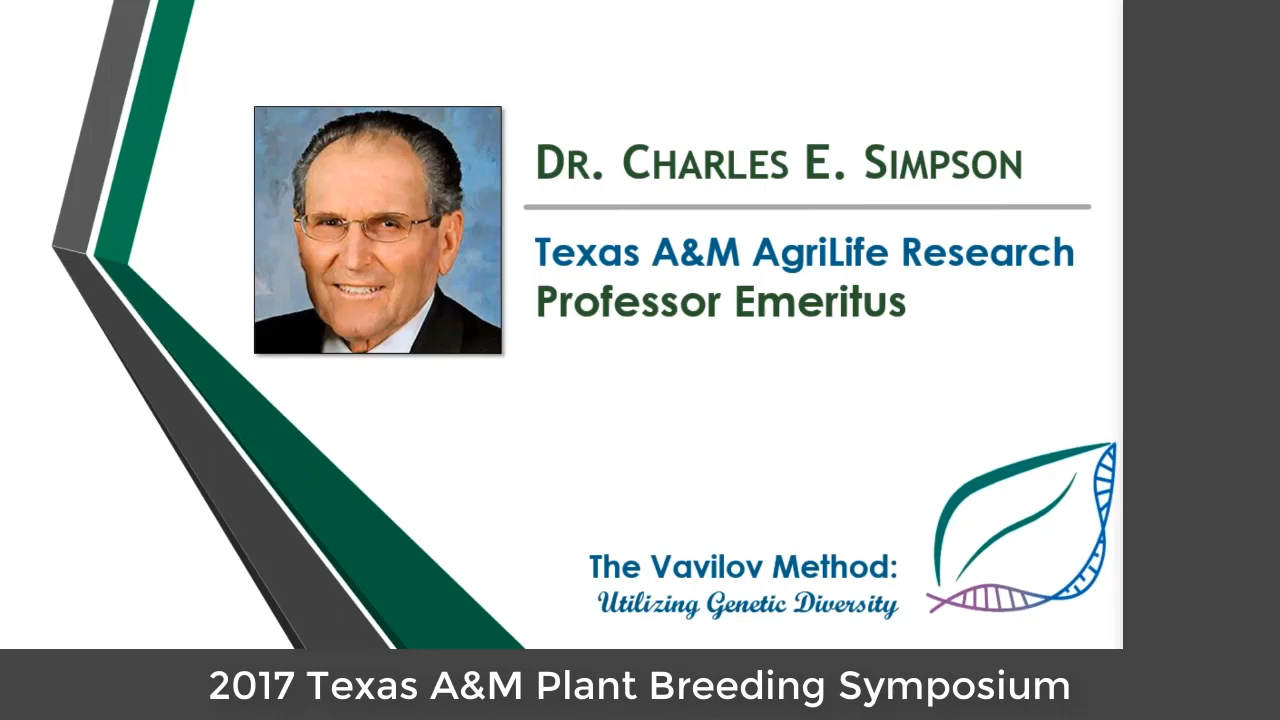 Dr. Charles E. Simpson
Texas A&M AgriLife Research
Professor Emeritus
The Vavilov Method:
Utilizing Genetic Diversity
2017 Texas A&M Plant Breeding Symposium